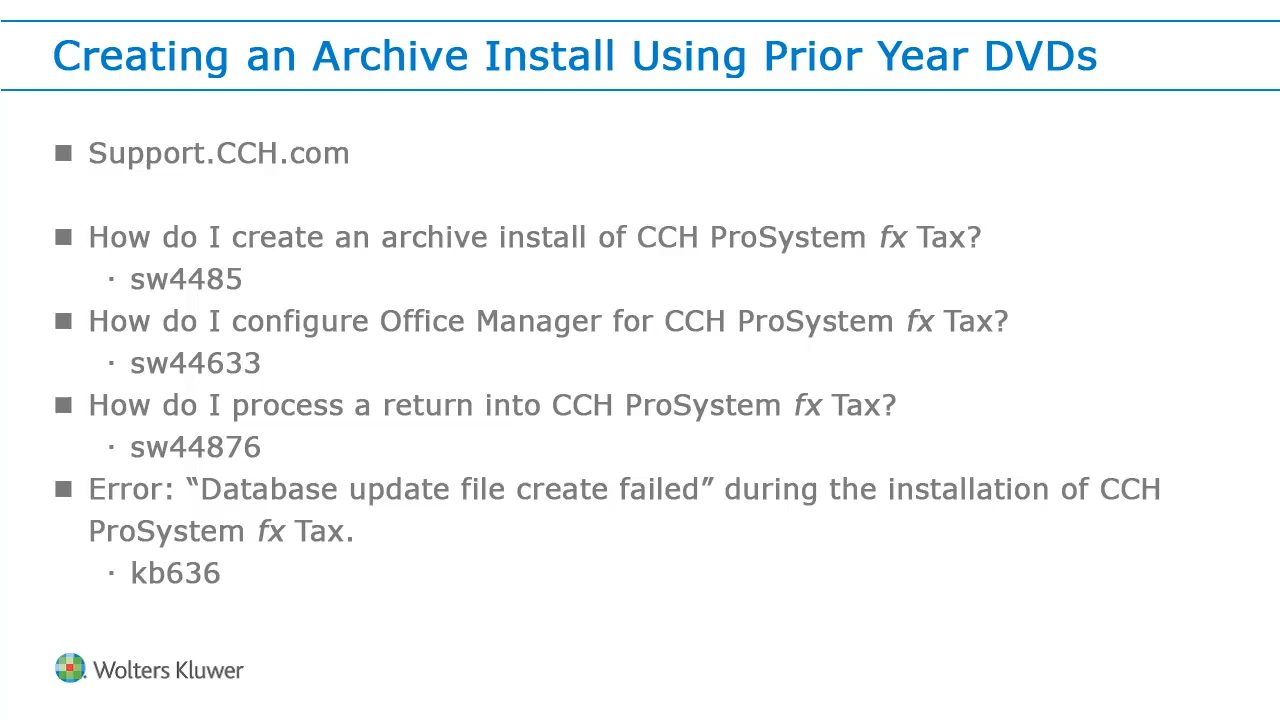 Creating an Archive Install Using Prior Year DVDs
■ Support.CCH.com
■ How do I create an archive install of CCH ProSystem fx Tax?
· sw4485
■ How do I configure Office Manager for CCH ProSystem fx Tax?
· sw44633
■ How do I process a return into CCH ProSystem fx Tax?
· sw44876
■ Error: “Database update file create failed” during the installation of CCH
ProSystem fx Tax.
· kb636
Wolters Kluwer